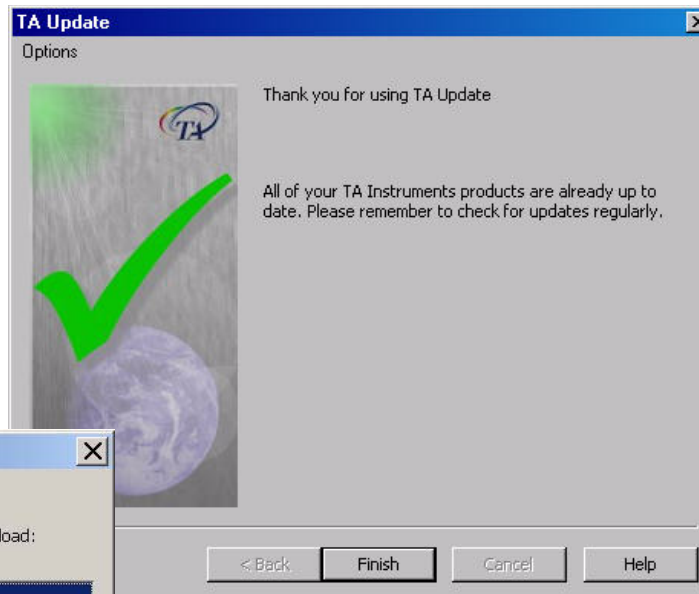 TA Update
Options
TA
Thank you for using TA Update
All of your TA Instruments products are already up to
date. Please remember to check for updates regularly.
load:
< Back
Finish
Cancel
Help